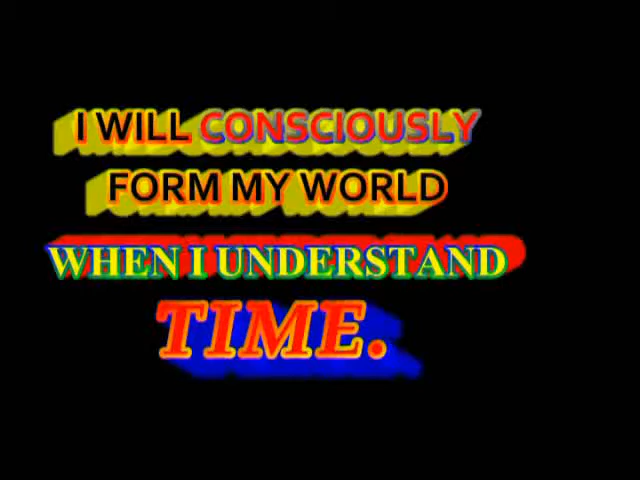 I WILL CONSCIOUSLY
FORM MY WORLD
WHEN I UNDERSTAND
TIME.